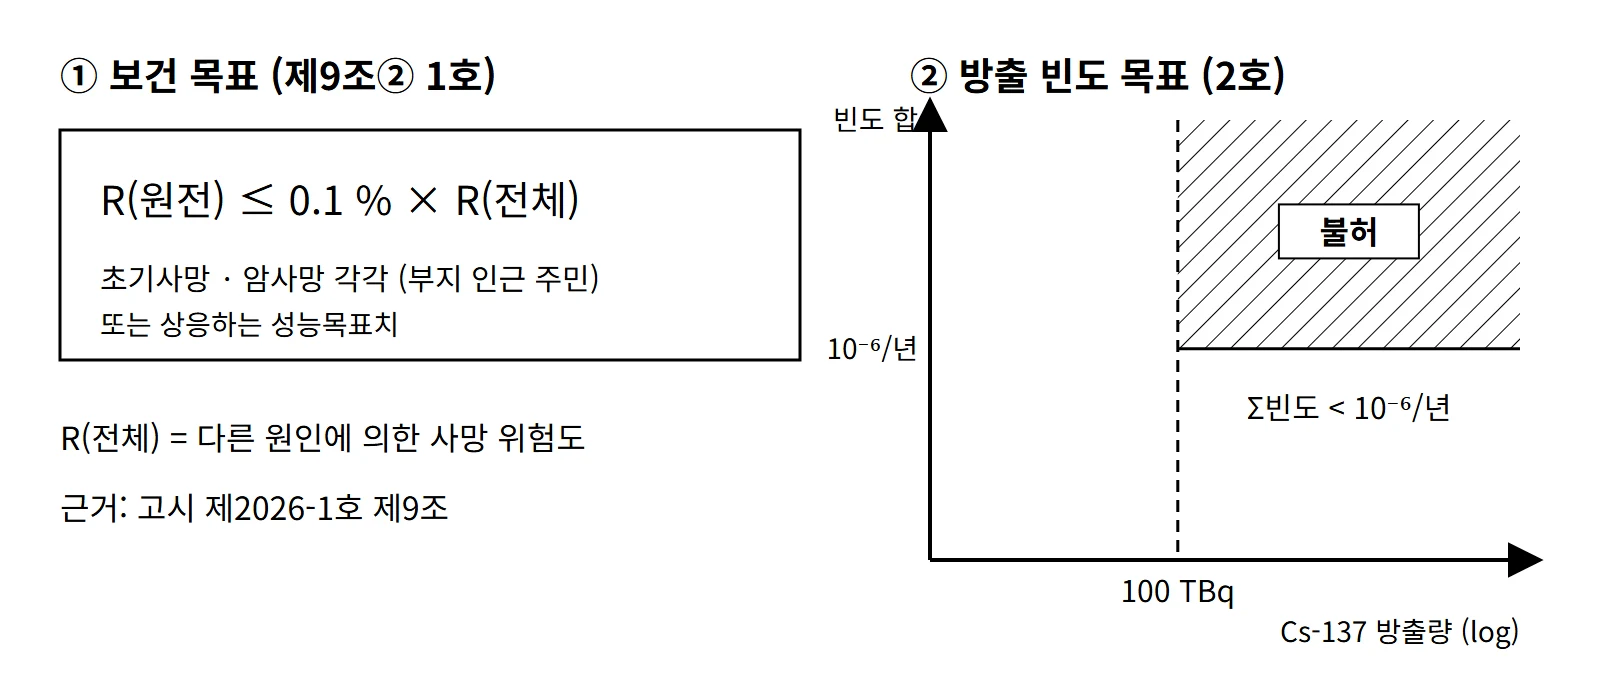 ① 보건 목표 (제9조② 1호)
R(원전) ≤ 0.1 % × R(전체)
초기사망 · 암사망 각각 (부지 인근 주민)
또는 상응하는 성능목표치
R(전체) = 다른 원인에 의한 사망 위험도
근거: 고시 제2026-1호 제9조
② 방출 빈도 목표 (2호)
빈도 합
불허
10⁻⁶/년
Σ빈도 < 10⁻⁶/년
100 TBq
Cs-137 방출량 (log)